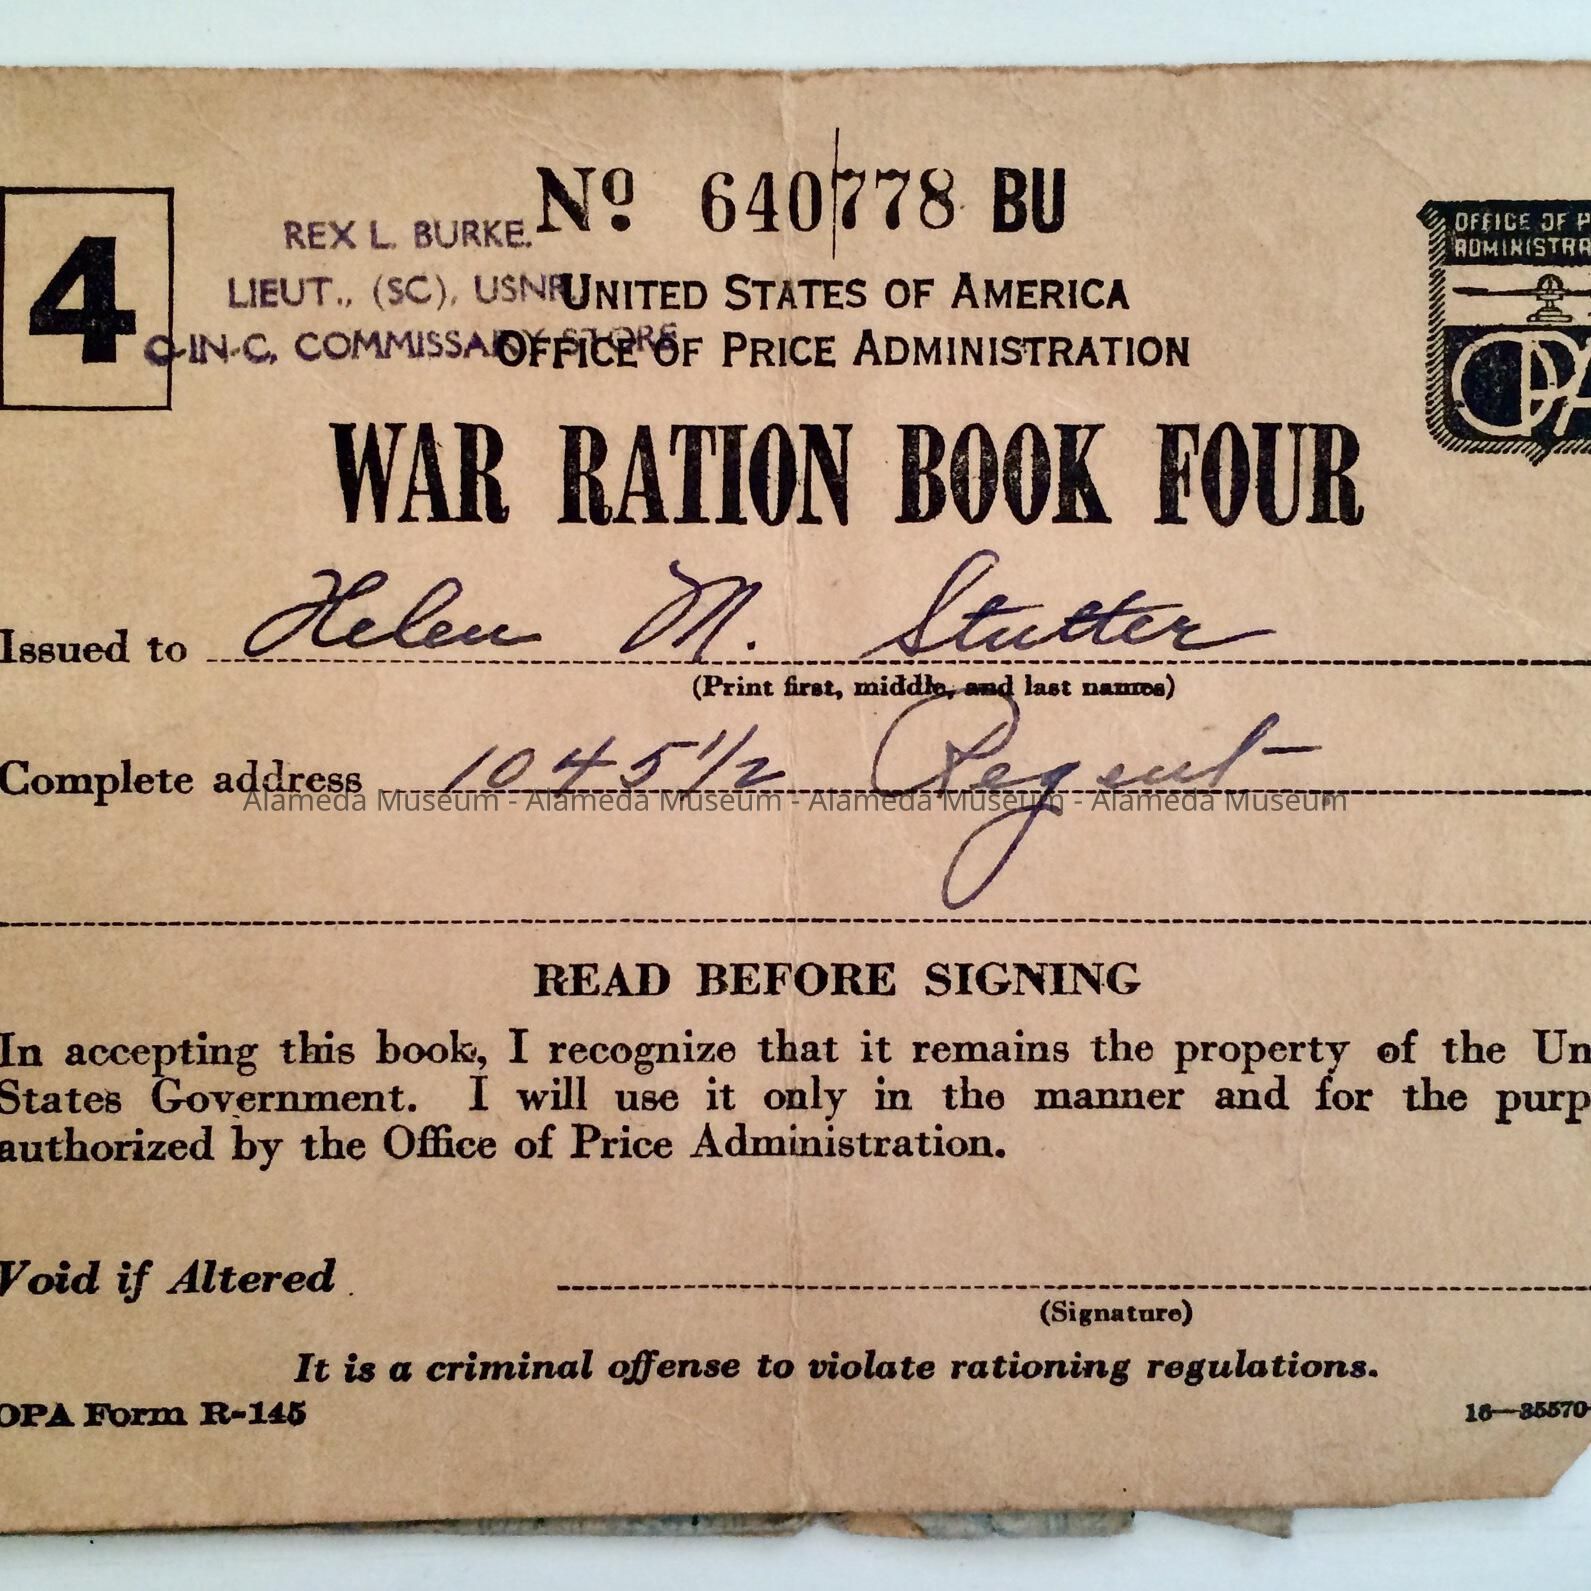 Nº 640778 BU
4
REX L. BURKE.
LIEUT., (SC), USNR
O-IN-C, COMMISSARY STORE
UNITED STATES OF AMERICA
OFFICE OF PRICE ADMINISTRATION
OFFICE OF P
ADMINISTRA
OPA
WAR RATION BOOK FOUR
Issued to Helen M. Stutter
(Print first, middle, and last names)
Complete address 1045 1/2 Regent
Alameda Museum - Alameda Museum - Alameda Museum - Alameda Museum
READ BEFORE SIGNING
In accepting this book, I recognize that it remains the property of the Un
States Government. I will use it only in the manner and for the purp
authorized by the Office of Price Administration.
Void if Altered
(Signature)
It is a criminal offense to violate rationing regulations.
OPA Form R-145
16—35570